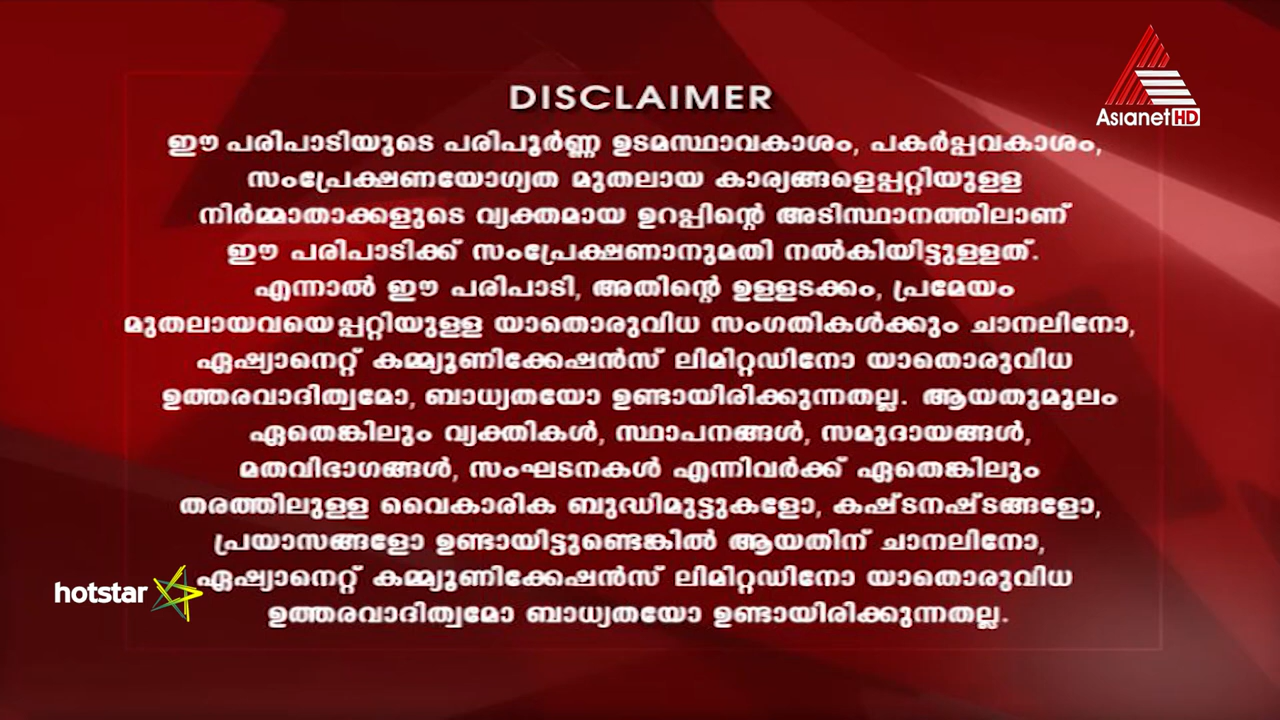 Asianet HD
DISCLAIMER
ഈ പരിപാടിയുടെ പരിപൂർണ്ണ ഉടമസ്ഥാവകാശം, പകർപ്പവകാശം,
സംപ്രേക്ഷണയോഗ്യത മുതലായ കാര്യങ്ങളെപ്പറ്റിയുള്ള
നിർമ്മാതാക്കളുടെ വ്യക്തമായ ഉറപ്പിന്റെ അടിസ്ഥാനത്തിലാണ്
ഈ പരിപാടിക്ക് സംപ്രേക്ഷണാനുമതി നൽകിയിട്ടുള്ളത്.
എന്നാൽ ഈ പരിപാടി, അതിന്റെ ഉള്ളടക്കം, പ്രമേയം
മുതലായവയെപ്പറ്റിയുള്ള യാതൊരുവിധ സംഗതികൾക്കും ചാനലിനോ,
ഏഷ്യാനെറ്റ് കമ്മ്യൂണിക്കേഷൻസ് ലിമിറ്റഡിനോ യാതൊരുവിധ
ഉത്തരവാദിത്വമോ, ബാധ്യതയോ ഉണ്ടായിരിക്കുന്നതല്ല. ആയതുമൂലം
ഏതെങ്കിലും വ്യക്തികൾ, സ്ഥാപനങ്ങൾ, സമുദായങ്ങൾ,
മതവിഭാഗങ്ങൾ, സംഘടനകൾ എന്നിവർക്ക് ഏതെങ്കിലും
തരത്തിലുള്ള വൈകാരിക ബുദ്ധിമുട്ടുകളോ, കഷ്ടനഷ്ടങ്ങളോ,
പ്രയാസങ്ങളോ ഉണ്ടായിട്ടുണ്ടെങ്കിൽ ആയതിന് ചാനലിനോ,
ഏഷ്യാനെറ്റ് കമ്മ്യൂണിക്കേഷൻസ് ലിമിറ്റഡിനോ യാതൊരുവിധ
ഉത്തരവാദിത്വമോ ബാധ്യതയോ ഉണ്ടായിരിക്കുന്നതല്ല.
hotstar